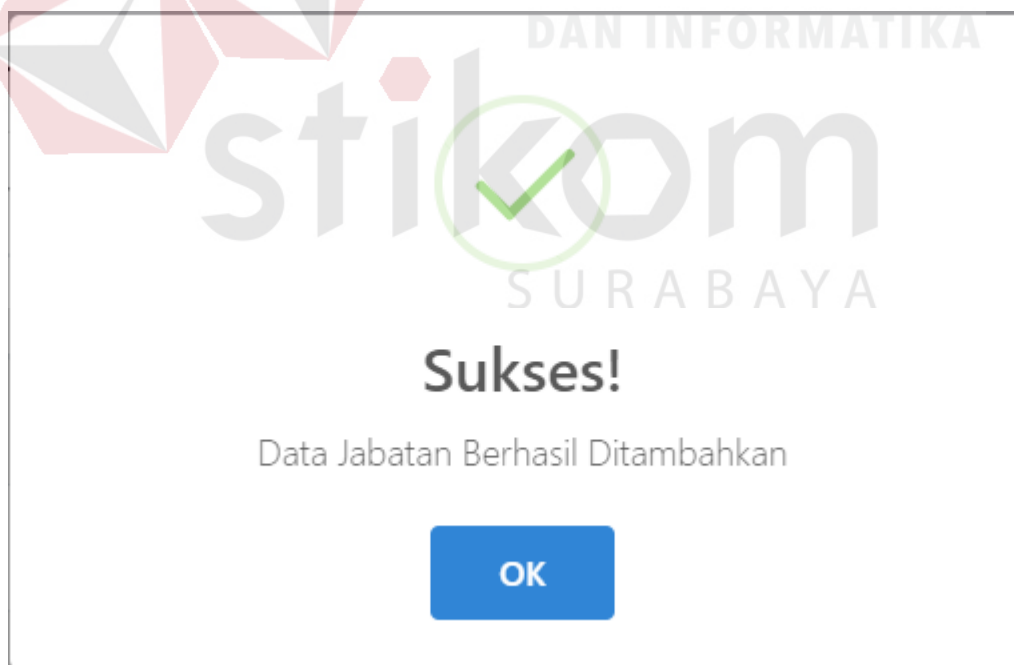 DAN INFORMATIKA
stikom
SURABAYA
Sukses!
Data Jabatan Berhasil Ditambahkan
OK